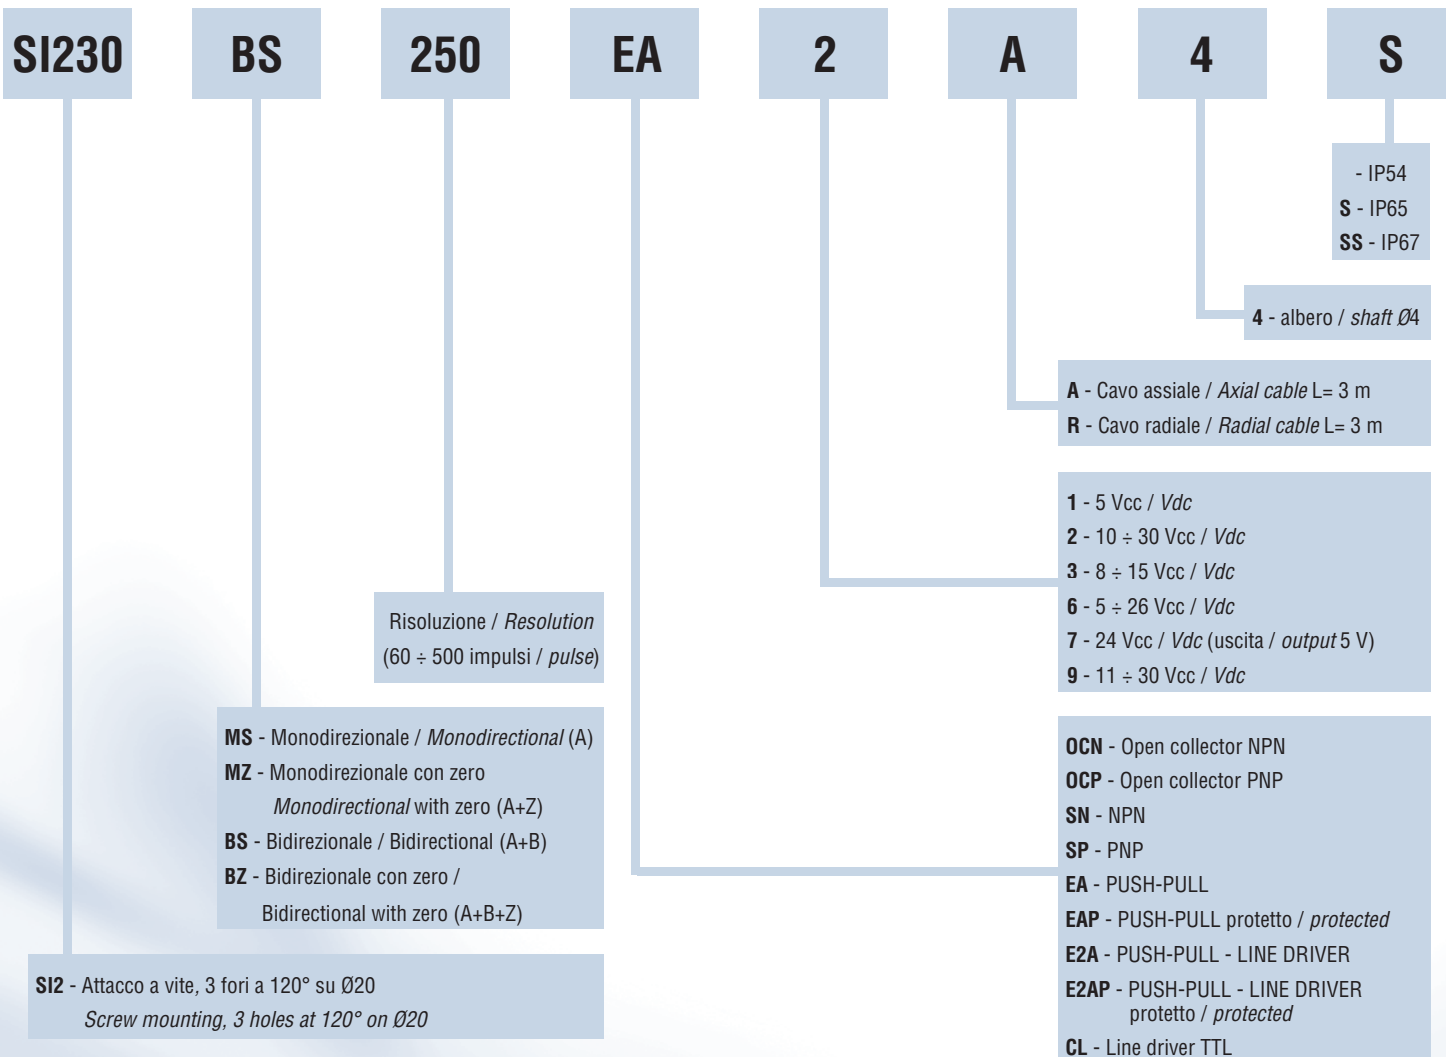 SI230 BS 250 EA 2 A 4 S
- IP54
S - IP65
SS - IP67
4 - albero / shaft Ø4
A - Cavo assiale / Axial cable L= 3 m
R - Cavo radiale / Radial cable L= 3 m
1 - 5 Vcc / Vdc
2 - 10 ÷ 30 Vcc / Vdc
3 - 8 ÷ 15 Vcc / Vdc
6 - 5 ÷ 26 Vcc / Vdc
7 - 24 Vcc / Vdc (uscita / output 5 V)
9 - 11 ÷ 30 Vcc / Vdc
Risoluzione / Resolution
(60 ÷ 500 impulsi / pulse)
MS - Monodirezionale / Monodirectional (A)
MZ - Monodirezionale con zero
Monodirectional with zero (A+Z)
BS - Bidirezionale / Bidirectional (A+B)
BZ - Bidirezionale con zero /
Bidirectional with zero (A+B+Z)
OCN - Open collector NPN
OCP - Open collector PNP
SN - NPN
SP - PNP
EA - PUSH-PULL
EAP - PUSH-PULL protetto / protected
E2A - PUSH-PULL - LINE DRIVER
E2AP - PUSH-PULL - LINE DRIVER
protetto / protected
CL - Line driver TTL
SI2 - Attacco a vite, 3 fori a 120° su Ø20
Screw mounting, 3 holes at 120° on Ø20